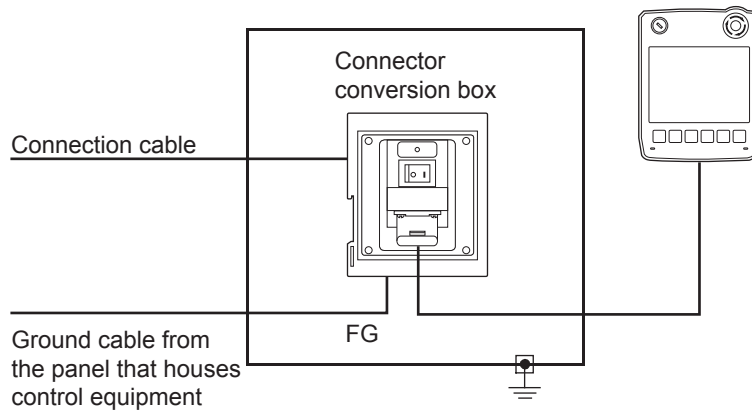 Connector
conversion box
Connection cable
FG
Ground cable from
the panel that houses
control equipment